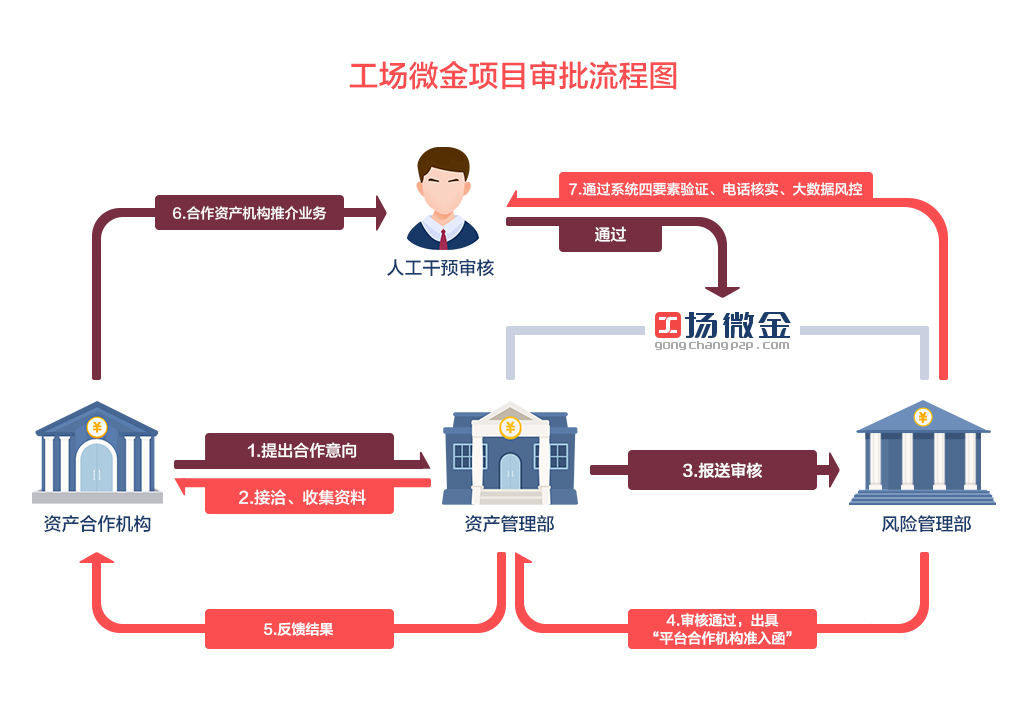 工场微金项目审批流程图
6.合作资产机构推介业务
7.通过系统四要素验证、电话核实、大数据风控
通过
人工干预审核
工场微金
gongchangp2p.com
¥
¥
¥
1.提出合作意向
2.接洽、收集资料
3.报送审核
资产合作机构
资产管理部
风险管理部
5.反馈结果
4.审核通过，出具
“平台合作机构准入函”